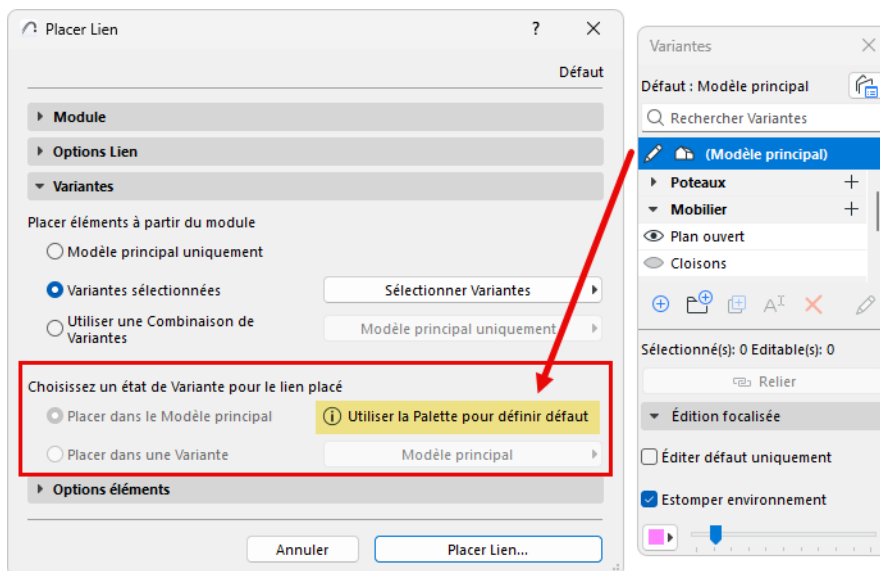 Placer Lien
?
Défaut
Module
Options Lien
Variantes
Placer éléments à partir du module
Modèle principal uniquement
Variantes sélectionnées
Sélectionner Variantes
Utiliser une Combinaison de
Variantes
Modèle principal uniquement
Choisissez un état de Variante pour le lien placé
Placer dans le Modèle principal
Utiliser la Palette pour définir défaut
Placer dans une Variante
Modèle principal
Options éléments
Annuler
Placer Lien...
Variantes
Défaut : Modèle principal
Rechercher Variantes
(Modèle principal)
Poteaux
Mobilier
Plan ouvert
Cloisons
Sélectionné(s): 0 Editable(s): 0
Relier
Édition focalisée
Éditer défaut uniquement
Estomper environnement